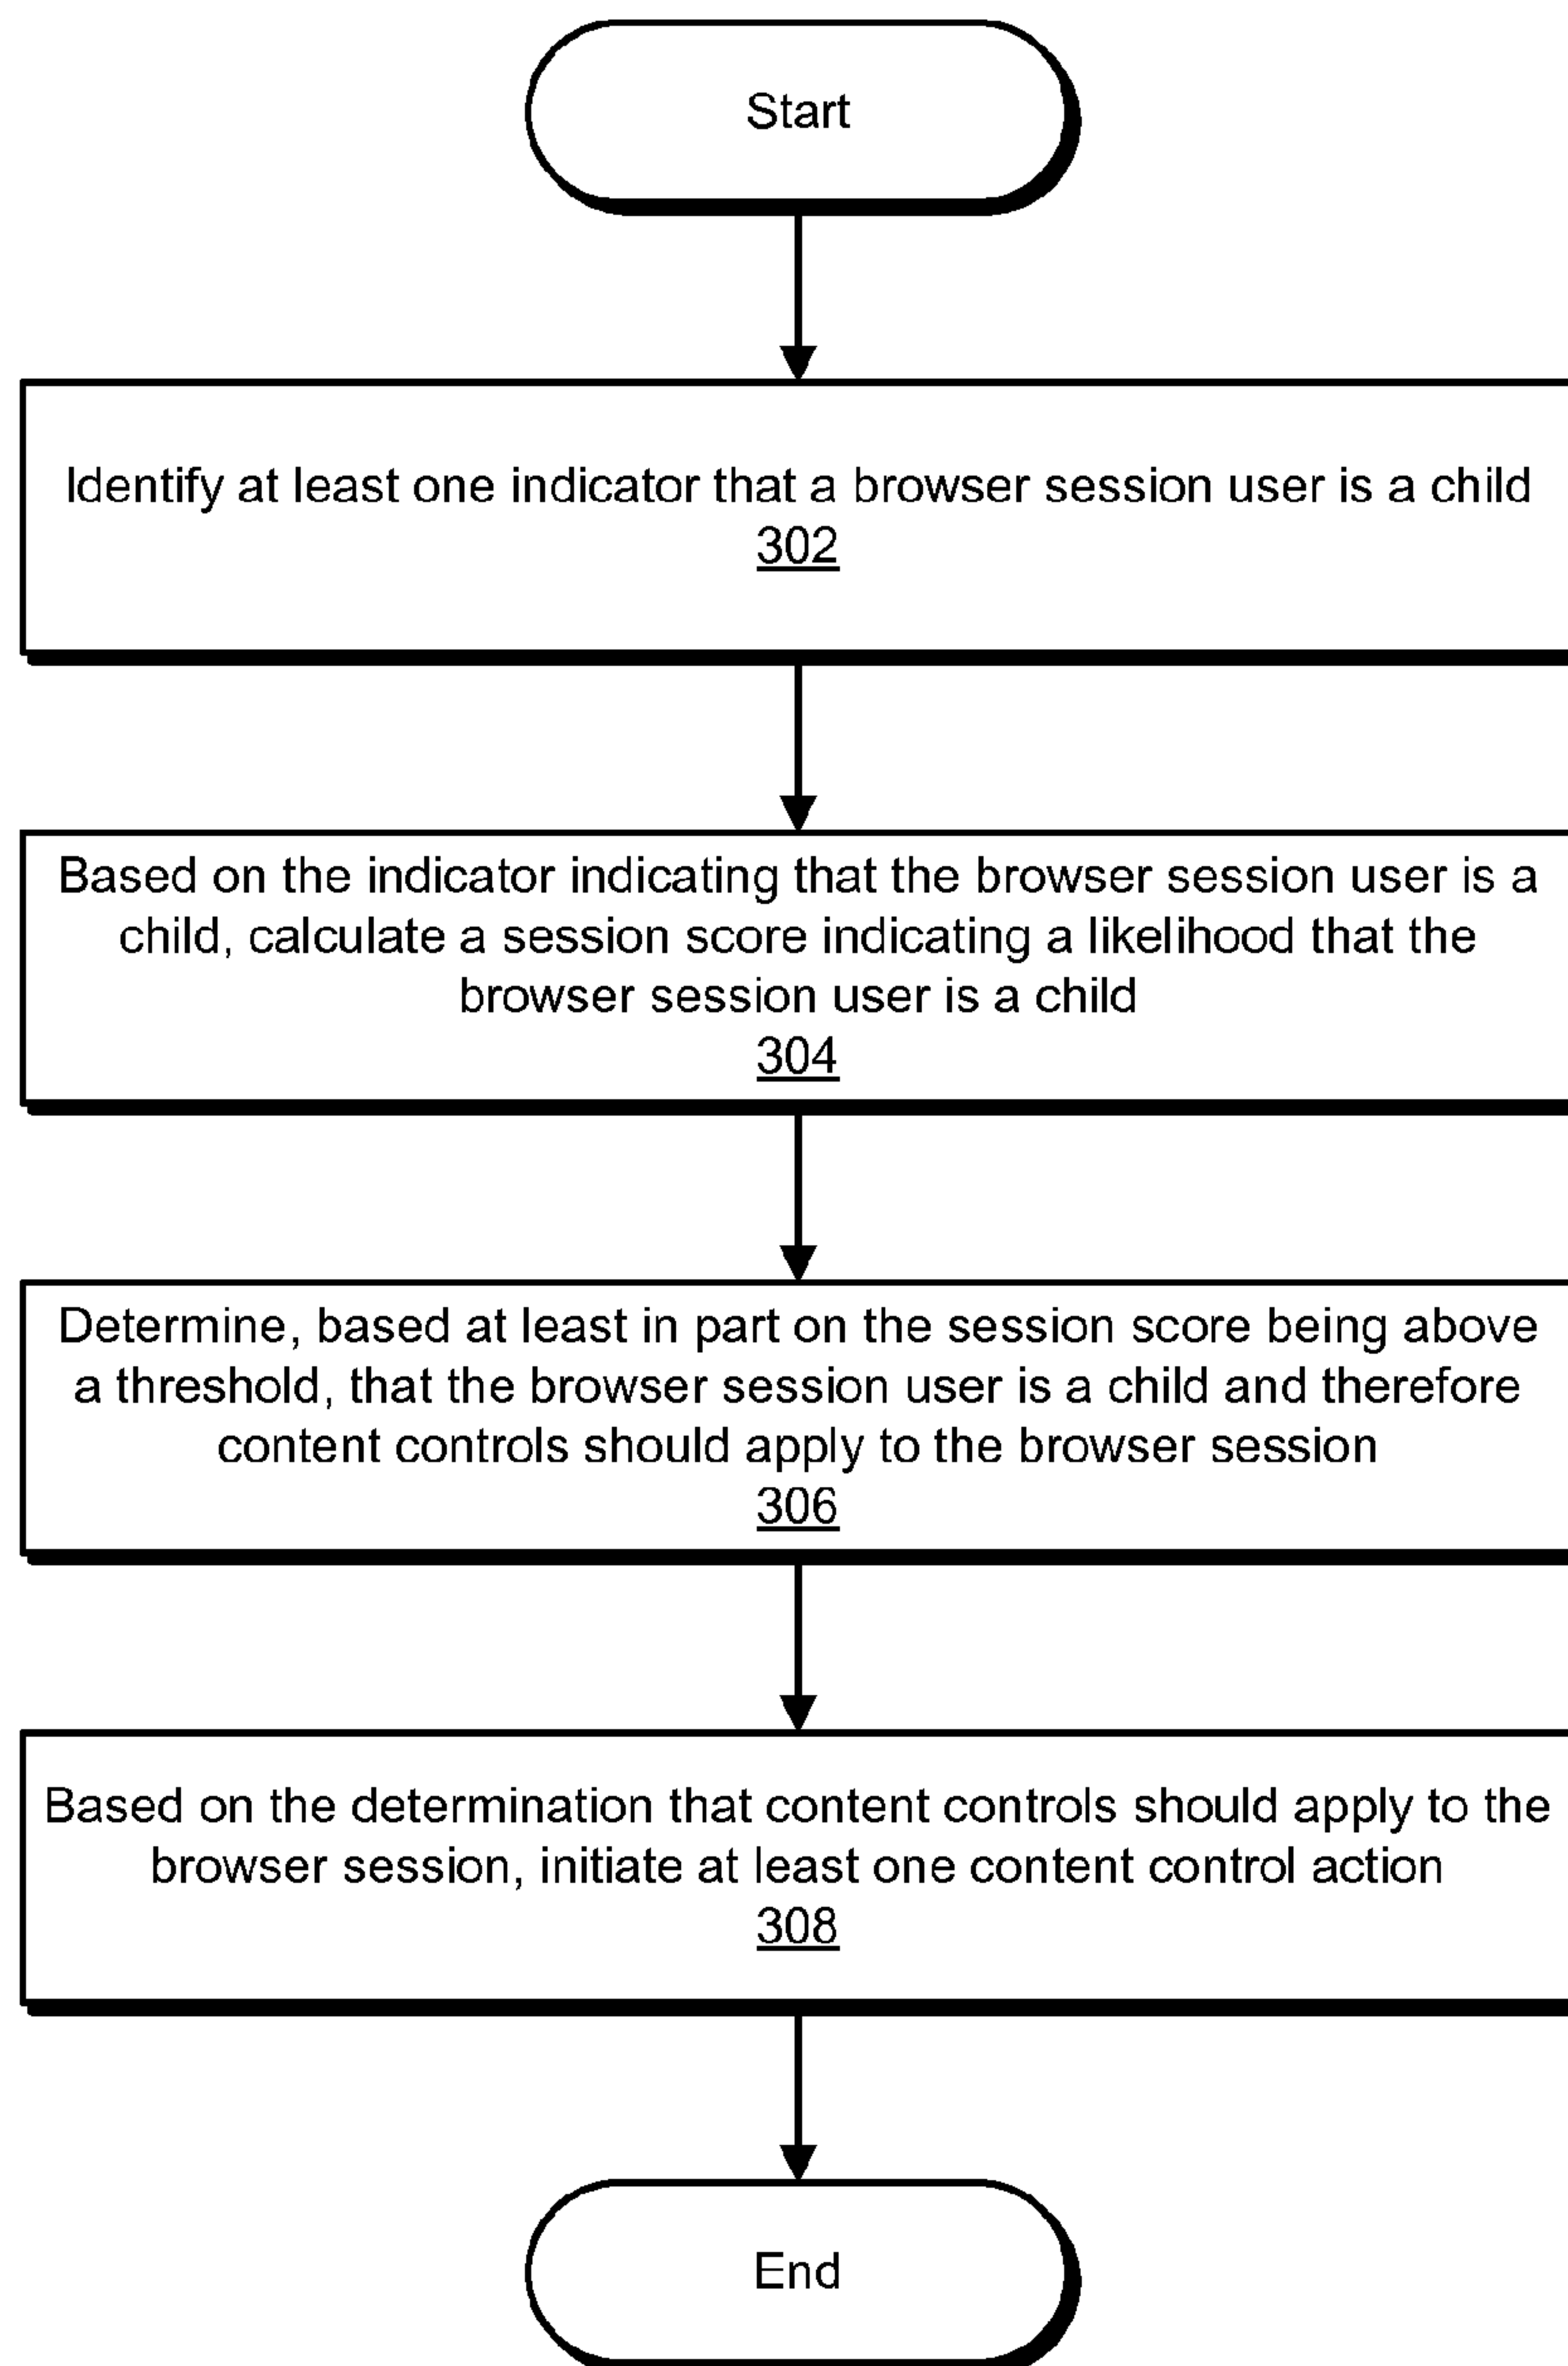 Start
Identify at least one indicator that a browser session user is a child
302
Based on the indicator indicating that the browser session user is a
child, calculate a session score indicating a likelihood that the
browser session user is a child
304
Determine, based at least in part on the session score being above
a threshold, that the browser session user is a child and therefore
content controls should apply to the browser session
306
Based on the determination that content controls should apply to the
browser session, initiate at least one content control action
308
End